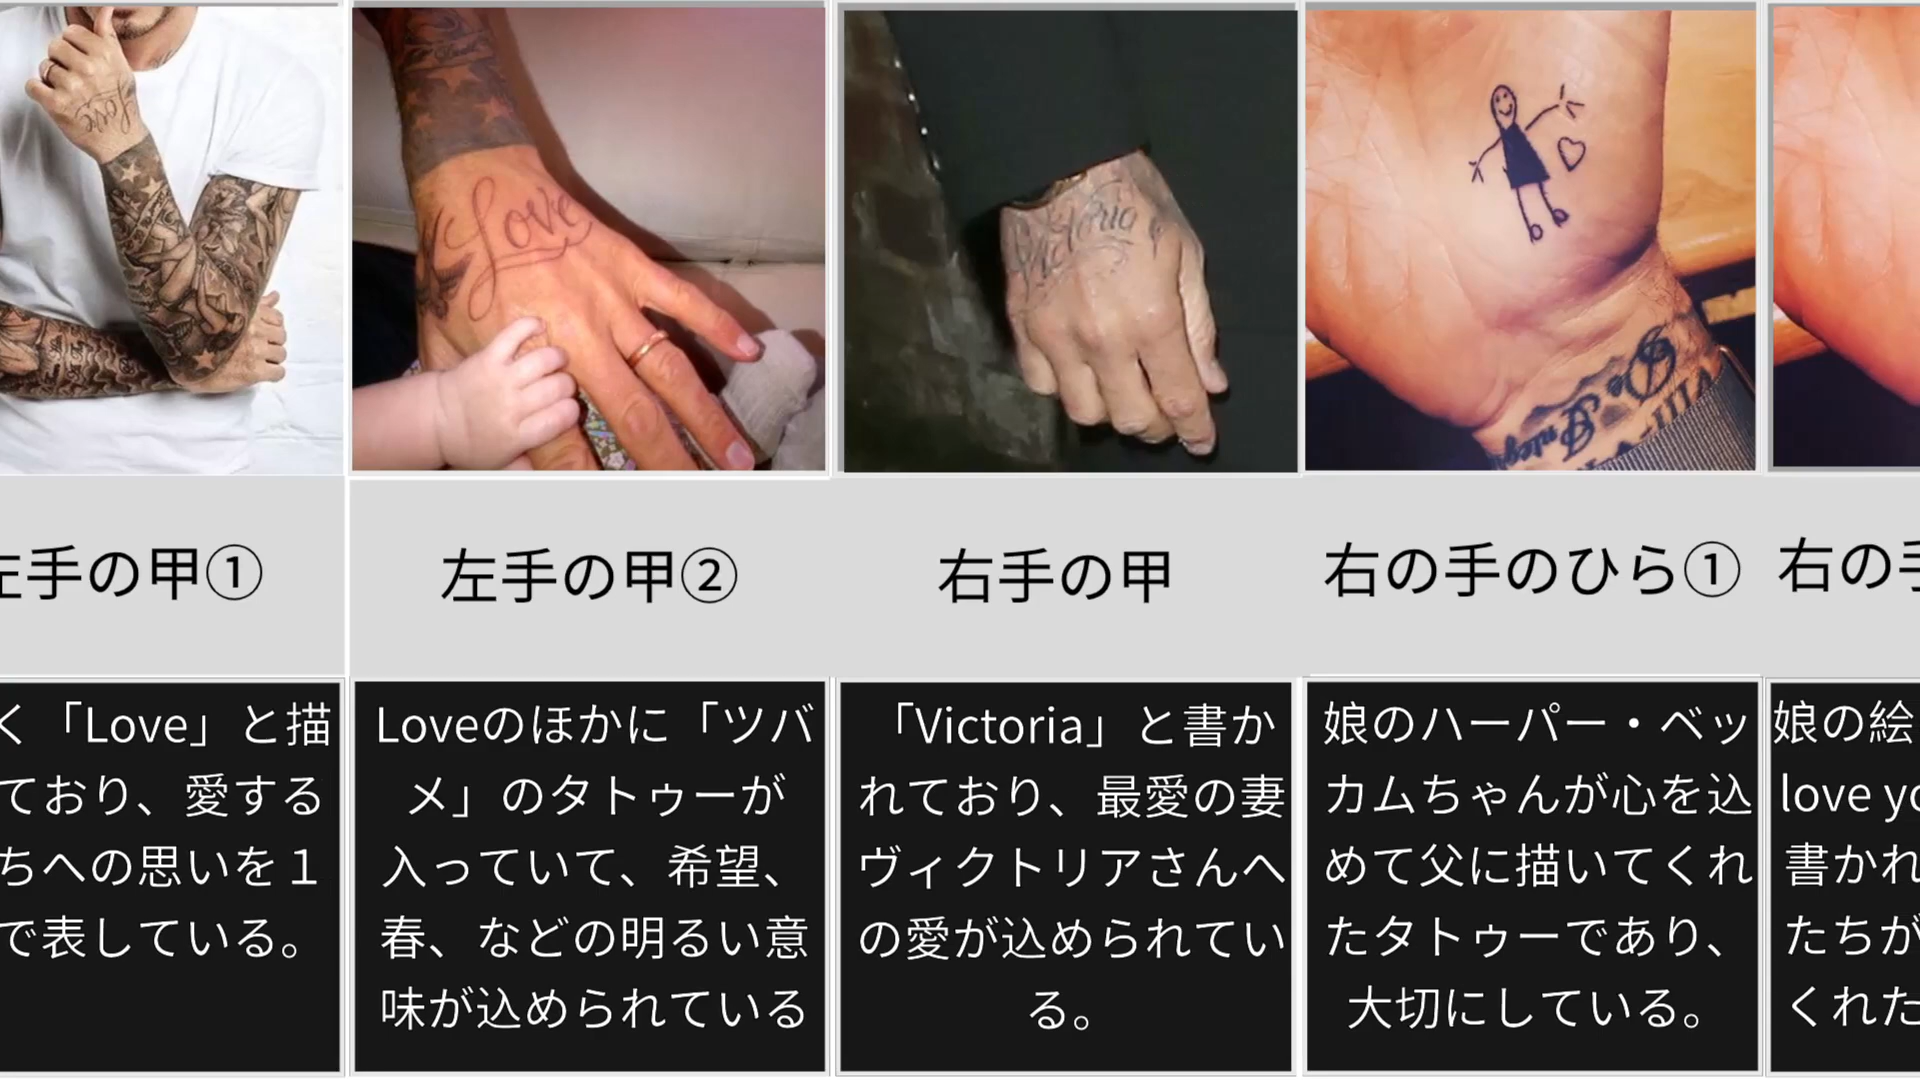 Love
Love
Victoria
左手の甲①
左手の甲②
右手の甲
右の手のひら①
右の手
く「Love」と描
ており、愛する
ちへの思いを１
で表している。
Loveのほかに「ツバ
メ」のタトゥーが
入っていて、希望、
春、などの明るい意
味が込められている
「Victoria」と書か
れており、最愛の妻
ヴィクトリアさんへ
の愛が込められてい
る。
娘のハーパー・ベッ
カムちゃんが心を込
めて父に描いてくれ
たタトゥーであり、
大切にしている。
娘の絵
love yo
書かれ
たちが
くれた